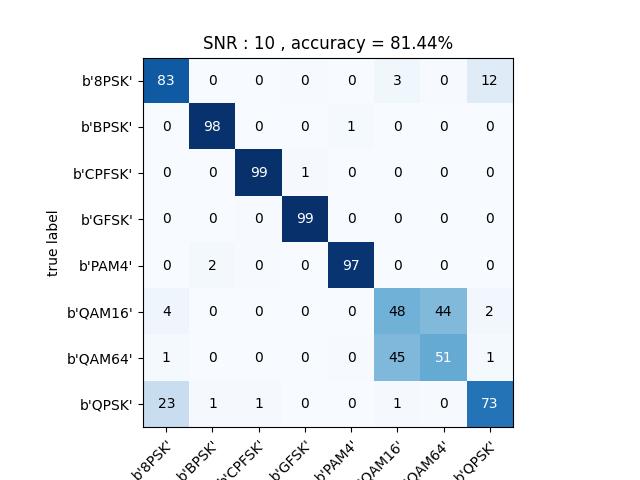 SNR : 10 , accuracy = 81.44%
b'8PSK' 83 0 0 0 0 3 0 12
b'BPSK' 0 98 0 0 1 0 0 0
b'CPFSK' 0 0 99 1 0 0 0 0
b'GFSK' 0 0 0 99 0 0 0 0
b'PAM4' 0 2 0 0 97 0 0 0
b'QAM16' 4 0 0 0 0 48 44 2
b'QAM64' 1 0 0 0 0 45 51 1
b'QPSK' 23 1 1 0 0 1 0 73
true label
b'8PSK' b'BPSK' 'CPFSK' b'GFSK' b'PAM4' QAM16' QAM64' b'QPSK'